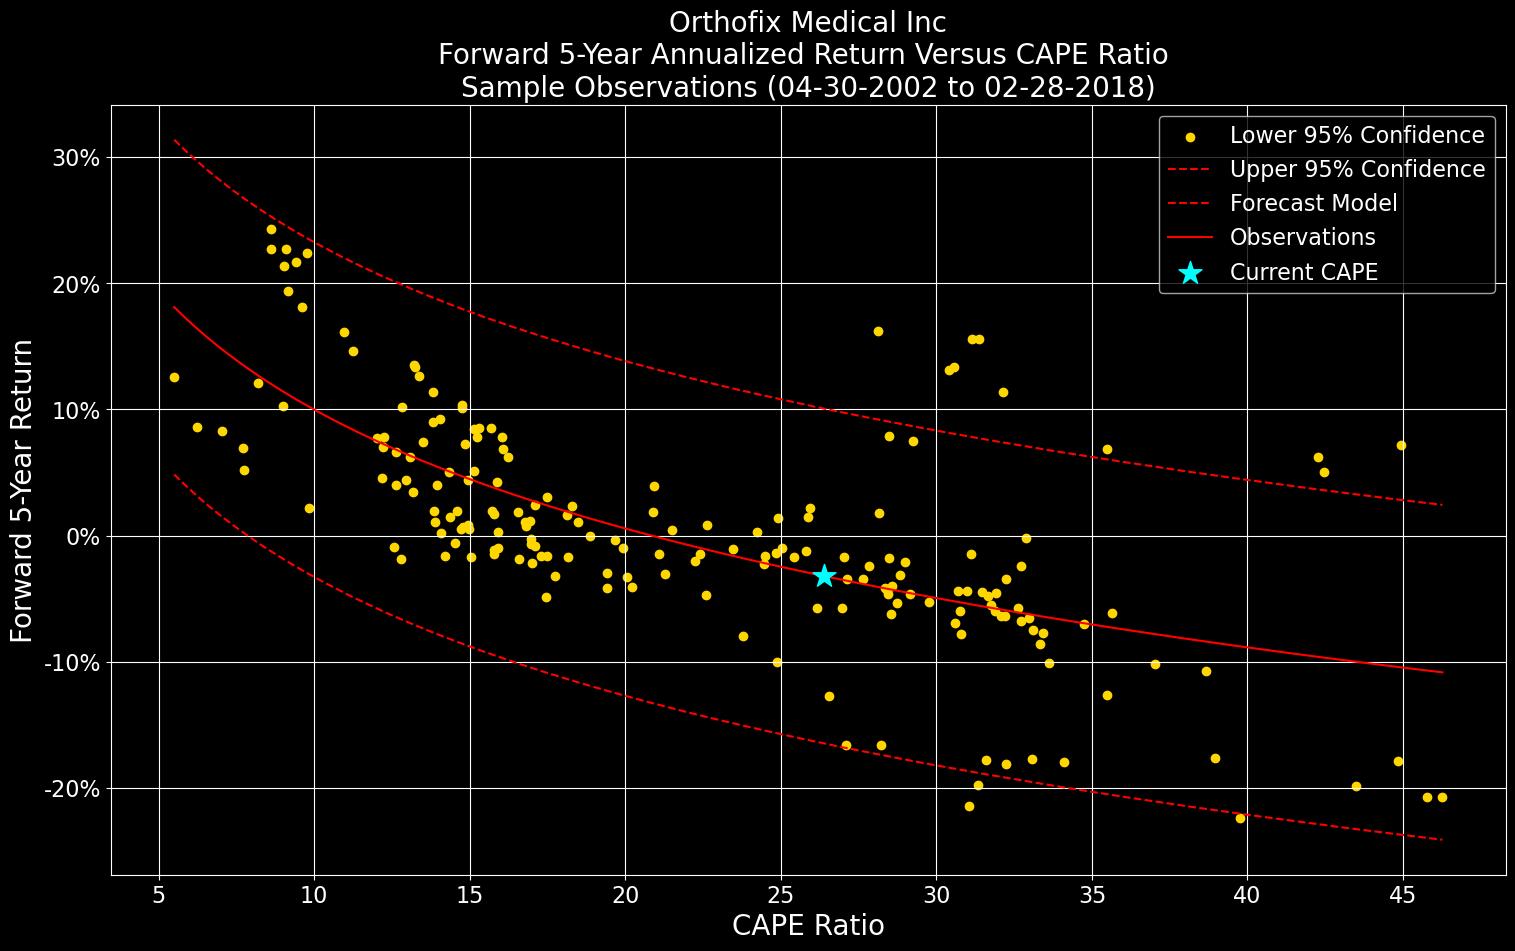 Orthofix Medical Inc
Forward 5-Year Annualized Return Versus CAPE Ratio
Sample Observations (04-30-2002 to 02-28-2018)
Lower 95% Confidence
Upper 95% Confidence
Forecast Model
Observations
Current CAPE
Forward 5-Year Return
30%
20%
10%
0%
-10%
-20%
5 10 15 20 25 30 35 40 45
CAPE Ratio